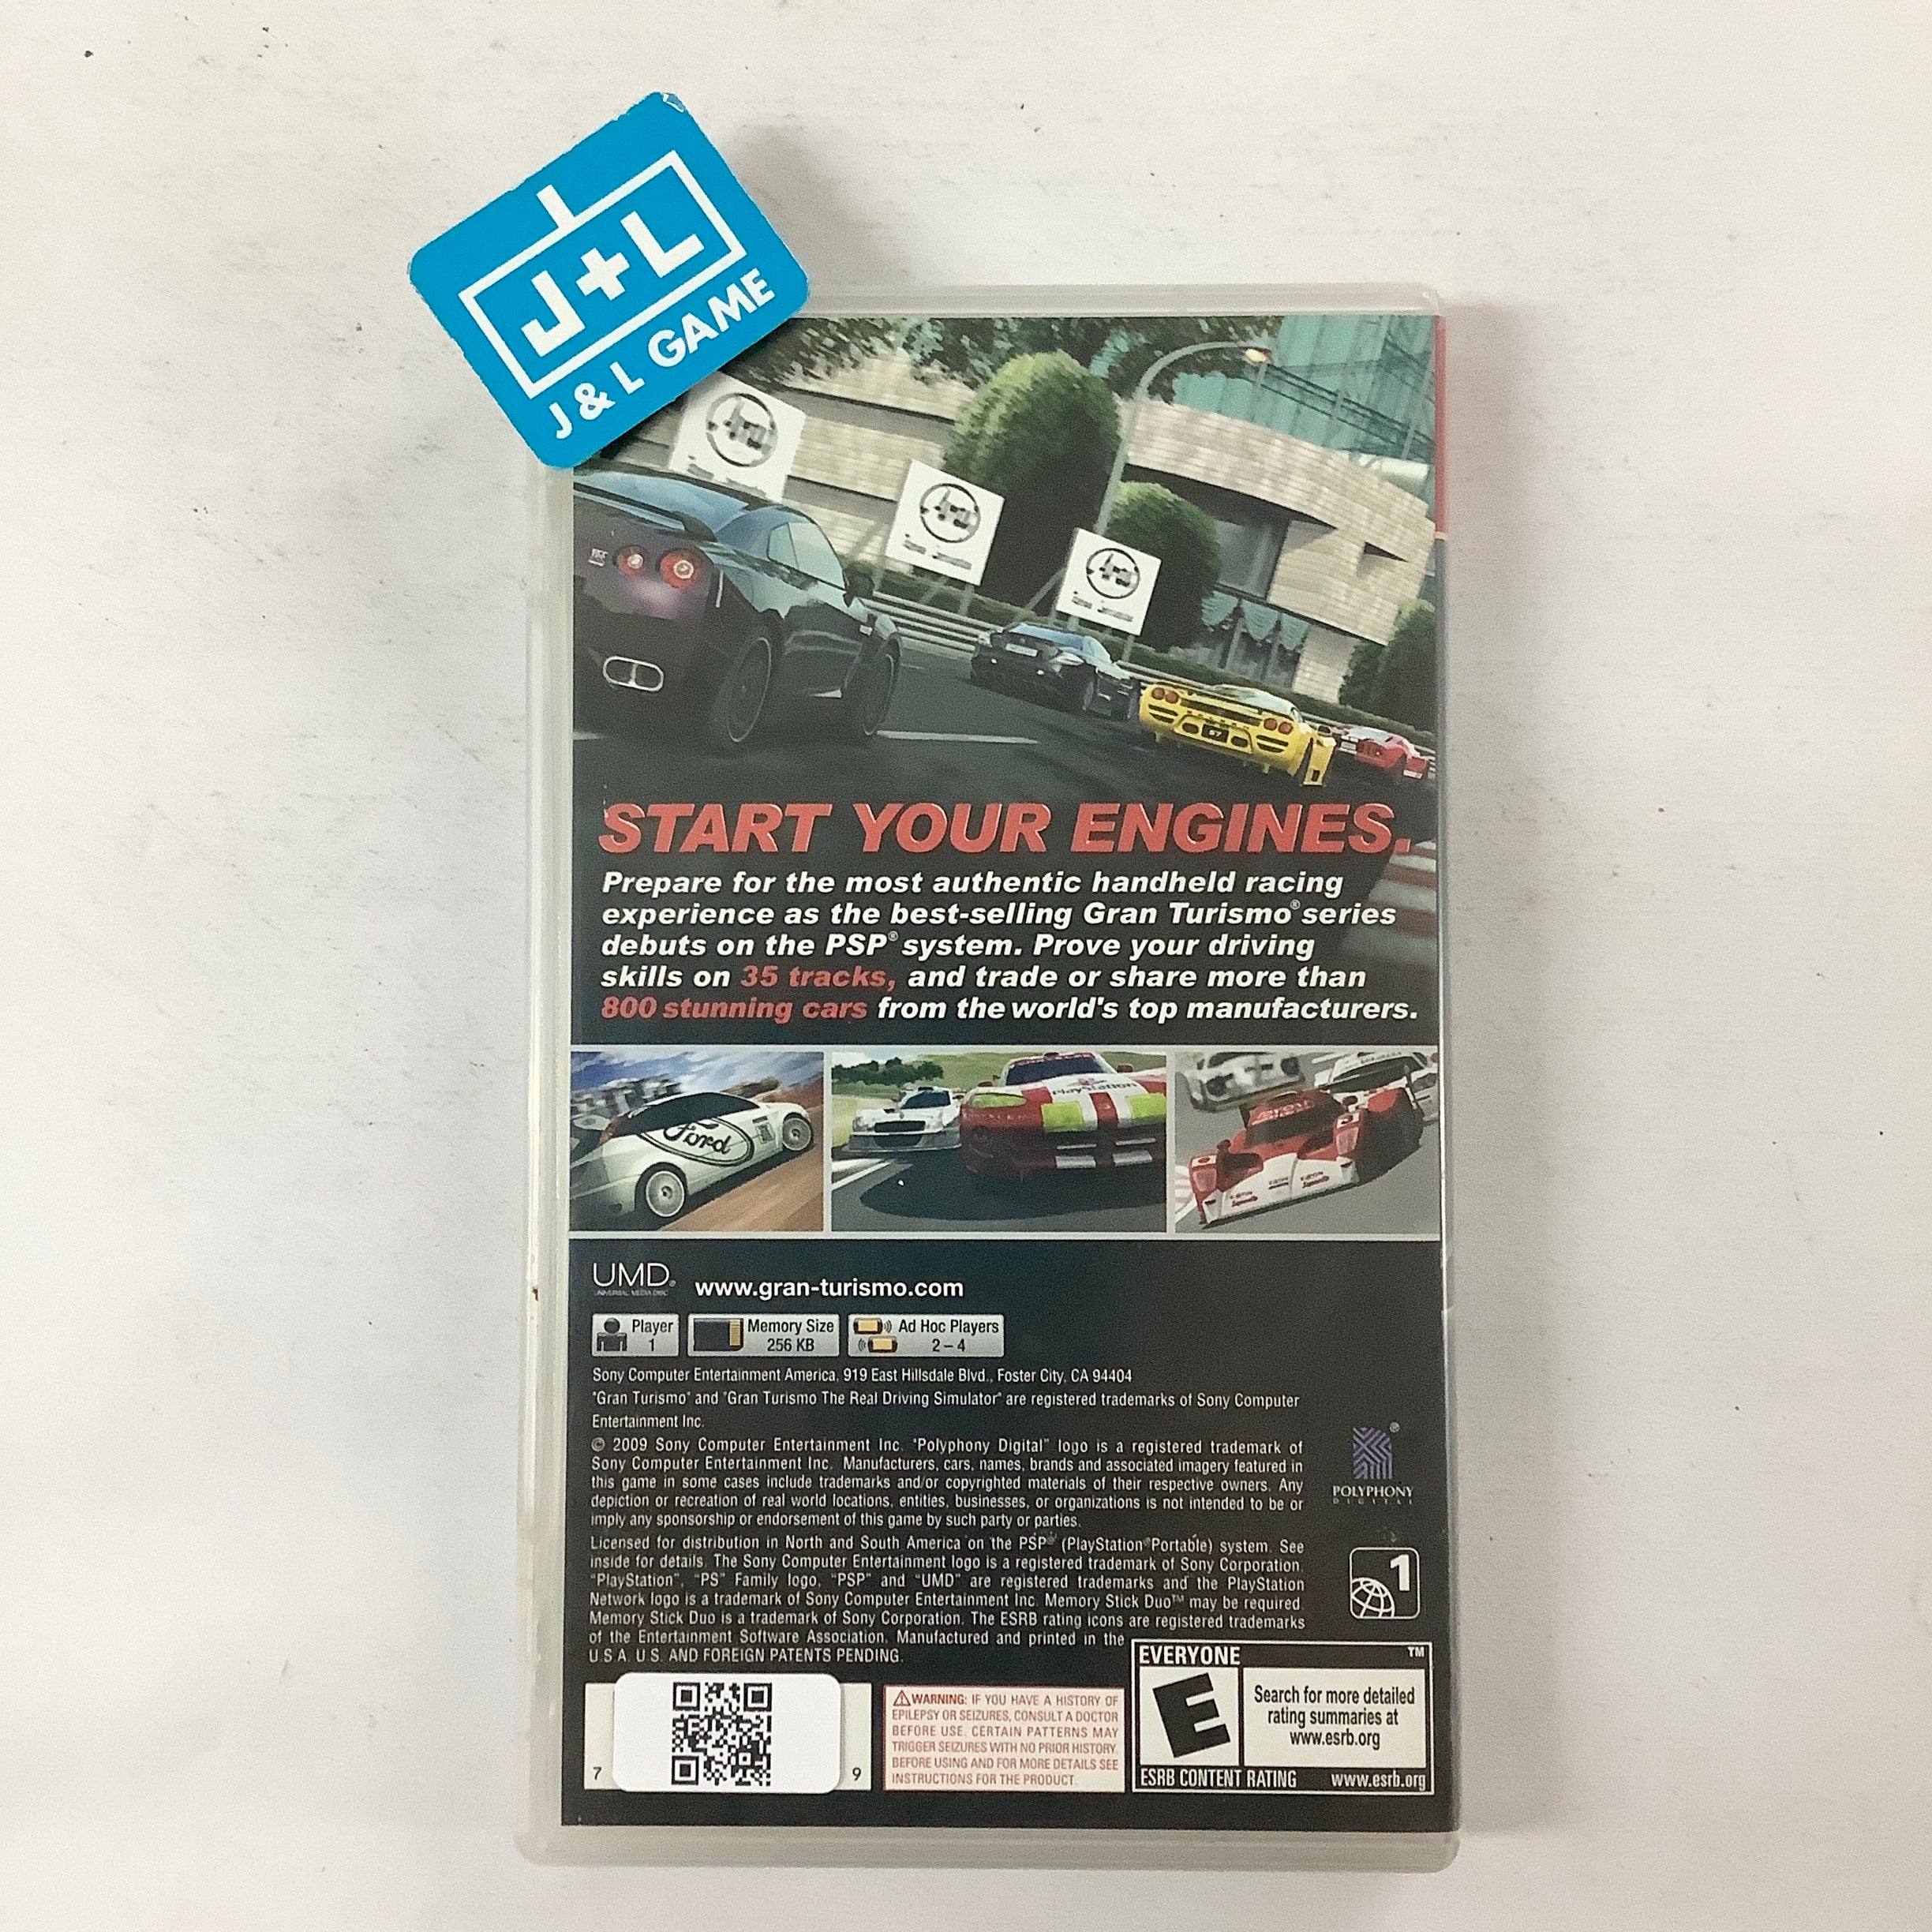 J+L
J & L GAME
START YOUR ENGINES.
Prepare for the most authentic handheld racing
experience as the best-selling Gran Turismo® series
debuts on the PSP® system. Prove your driving
skills on 35 tracks, and trade or share more than
800 stunning cars from the world's top manufacturers.
Ford
PlayStation
UMD®
UNIVERSAL MEDIA DISC
www.gran-turismo.com
Player
1
Memory Size
256 KB
Ad Hoc Players
2 – 4
Sony Computer Entertainment America, 919 East Hillsdale Blvd., Foster City, CA 94404
"Gran Turismo" and "Gran Turismo The Real Driving Simulator" are registered trademarks of Sony Computer
Entertainment Inc.
© 2009 Sony Computer Entertainment Inc. "Polyphony Digital" logo is a registered trademark of
Sony Computer Entertainment Inc. Manufacturers, cars, names, brands and associated imagery featured in
this game in some cases include trademarks and/or copyrighted materials of their respective owners. Any
depiction or recreation of real world locations, entities, businesses, or organizations is not intended to be or
imply any sponsorship or endorsement of this game by such party or parties.
POLYPHONY
DIGITAL
Licensed for distribution in North and South America on the PSP® (PlayStation®Portable) system. See
inside for details. The Sony Computer Entertainment logo is a registered trademark of Sony Corporation.
"PlayStation", "PS" Family logo, "PSP" and "UMD" are registered trademarks and the PlayStation
Network logo is a trademark of Sony Computer Entertainment Inc. Memory Stick Duo™ may be required.
Memory Stick Duo is a trademark of Sony Corporation. The ESRB rating icons are registered trademarks
of the Entertainment Software Association. Manufactured and printed in the
U.S.A. U.S. AND FOREIGN PATENTS PENDING.
1
7
9
WARNING: IF YOU HAVE A HISTORY OF
EPILEPSY OR SEIZURES, CONSULT A DOCTOR
BEFORE USE. CERTAIN PATTERNS MAY
TRIGGER SEIZURES WITH NO PRIOR HISTORY.
BEFORE USING AND FOR MORE DETAILS SEE
INSTRUCTIONS FOR THE PRODUCT.
EVERYONE ™
E
Search for more detailed
rating summaries at
www.esrb.org
ESRB CONTENT RATING www.esrb.org